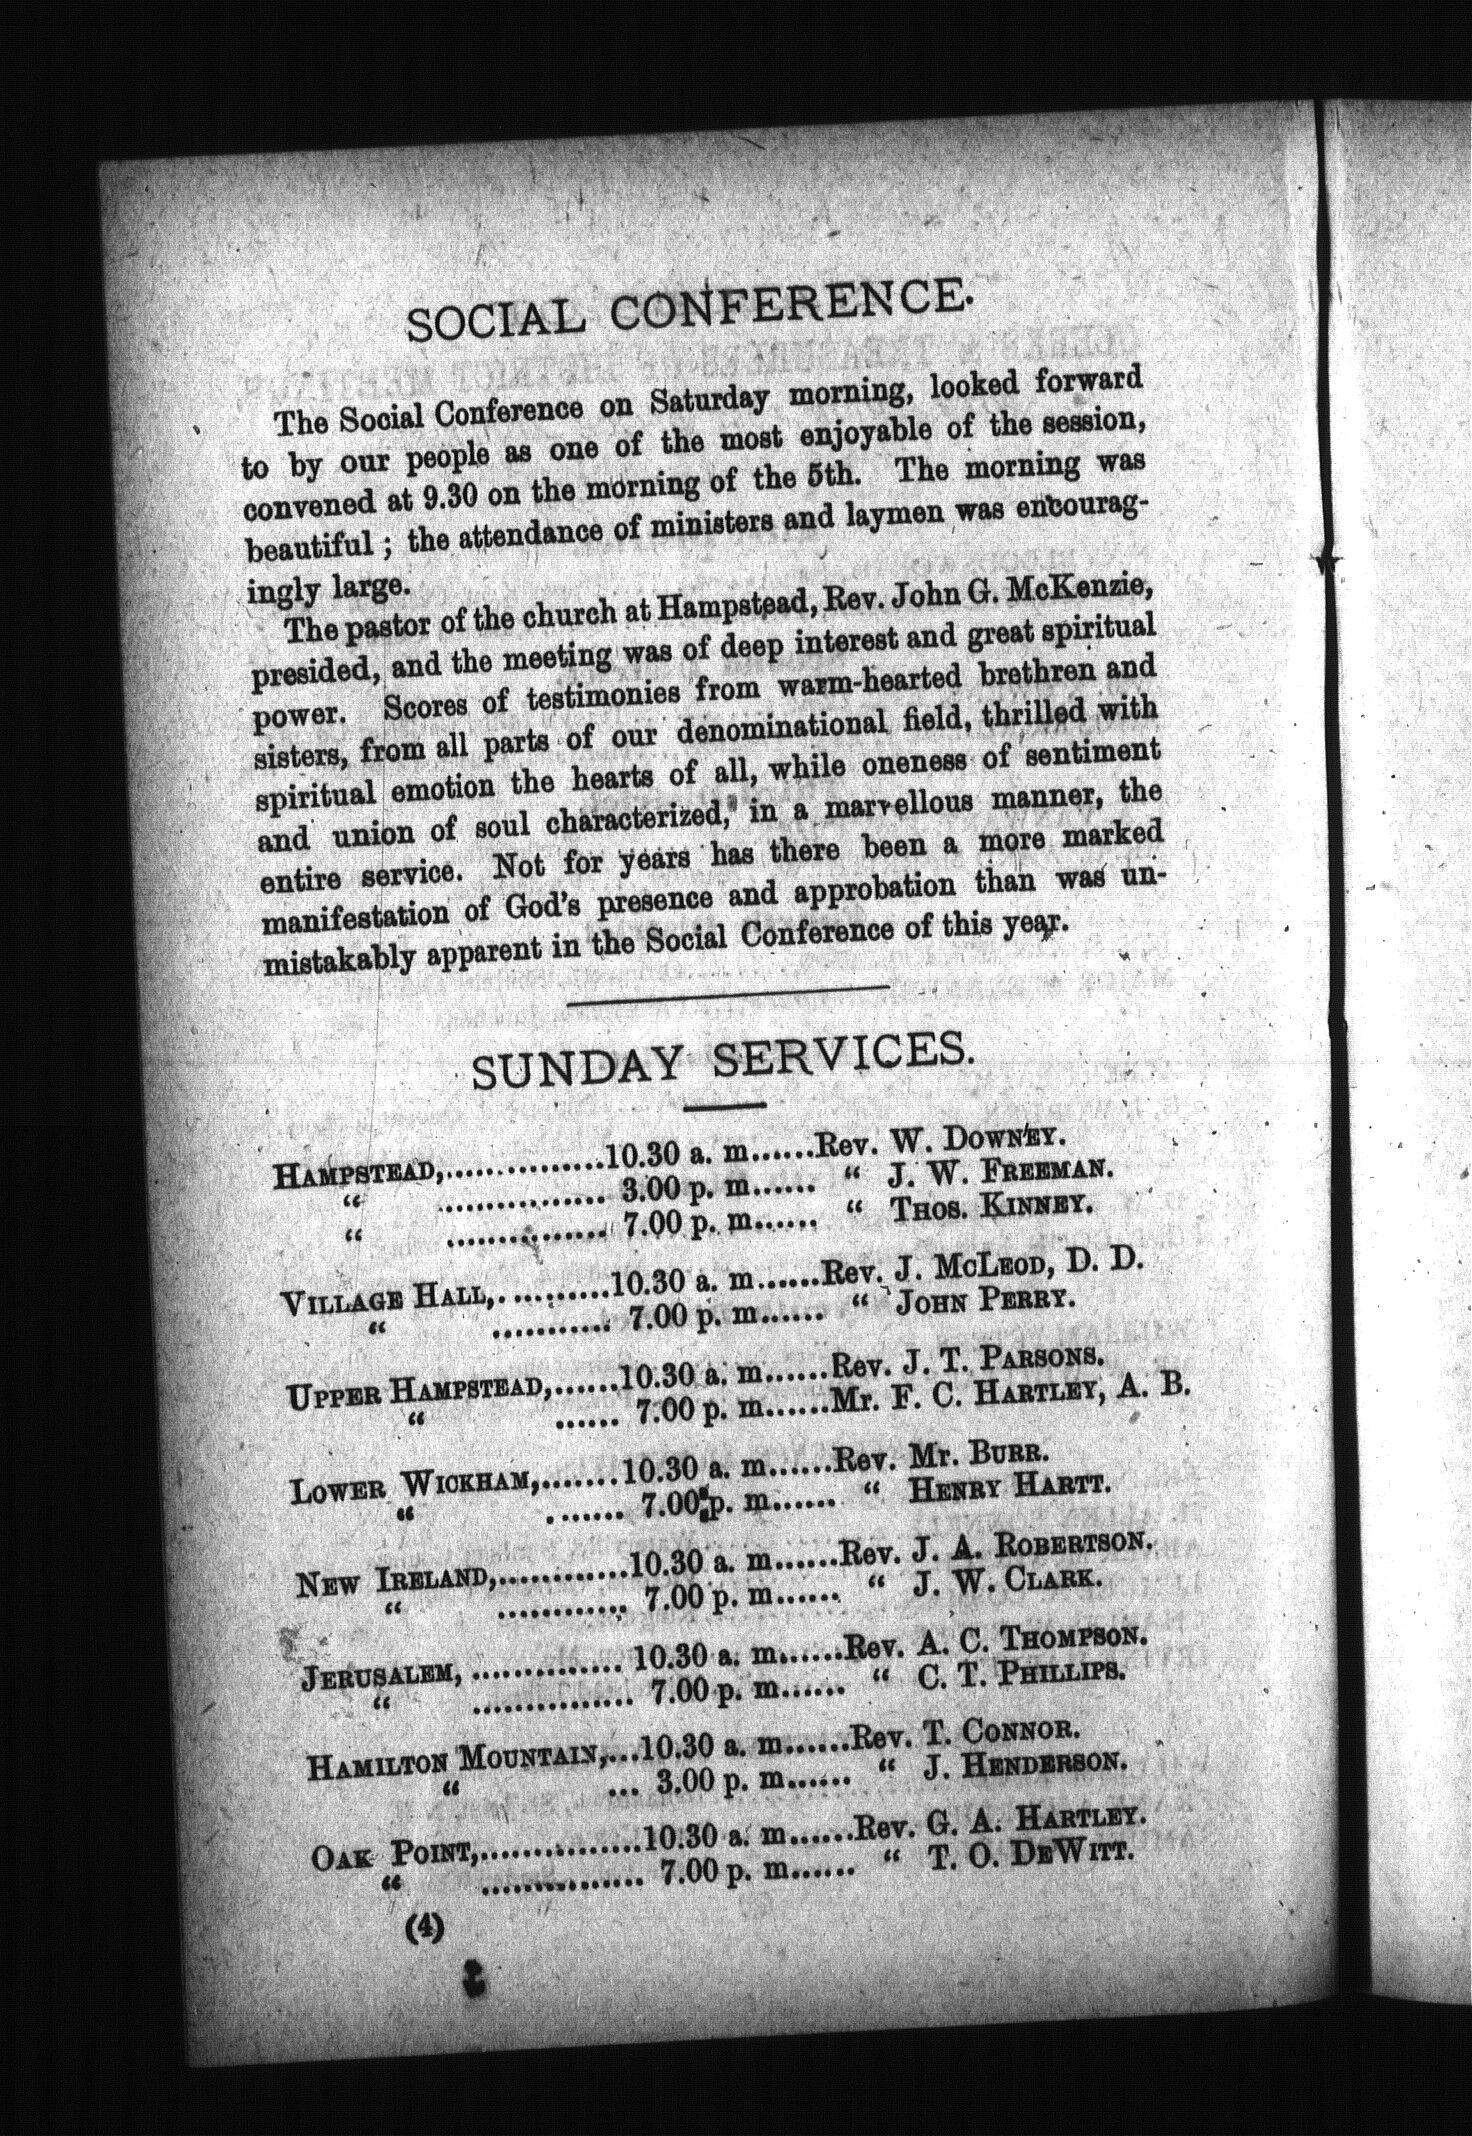 SOCIAL CONFERENCE.
The Social Conference on Saturday morning, looked forward
to by our people as one of the most enjoyable of the session,
convened at 9.30 on the morning of the 5th. The morning was
beautiful ; the attendance of ministers and laymen was encourag-
ingly large.
The pastor of the church at Hampstead, Rev. John G. McKenzie,
presided, and the meeting was of deep interest and great spiritual
power. Scores of testimonies from warm-hearted brethren and
sisters, from all parts of our denominational field, thrilled with
spiritual emotion the hearts of all, while oneness of sentiment
and union of soul characterized, in a marvellous manner, the
entire service. Not for years has there been a more marked
manifestation of God's presence and approbation than was un-
mistakably apparent in the Social Conference of this year.
SUNDAY SERVICES.
HAMPSTEAD,...............10.30 a. m......Rev. W. DOWNEY.
“ ................ 3.00 p. m...... “ J. W. FREEMAN.
“ ............... 7.00 p. m...... “ THOS. KINNEY.
VILLAGE HALL,...........10.30 a. m......Rev. J. MCLEOD, D. D.
“ ........... 7.00 p. m...... “ JOHN PERRY.
UPPER HAMPSTEAD,......10.30 a. m......Rev. J. T. PARSONS.
“ ...... 7.00 p. m......Mr. F. C. HARTLEY, A. B.
LOWER WICKHAM,.......10.30 a. m......Rev. Mr. BURR.
“ ....... 7.00 p. m...... “ HENRY HARTT.
NEW IRELAND,............10.30 a. m......Rev. J. A. ROBERTSON.
“ ............ 7.00 p. m...... “ J. W. CLARK.
JERUSALEM, .............. 10.30 a. m......Rev. A. C. THOMPSON.
“ ............... 7.00 p. m...... “ C. T. PHILLIPS.
HAMILTON MOUNTAIN,...10.30 a. m......Rev. T. CONNOR.
“ ... 3.00 p. m...... “ J. HENDERSON.
OAK POINT,...............10.30 a. m......Rev. G. A. HARTLEY.
“ ............... 7.00 p. m...... “ T. O. DEWITT.
(4)